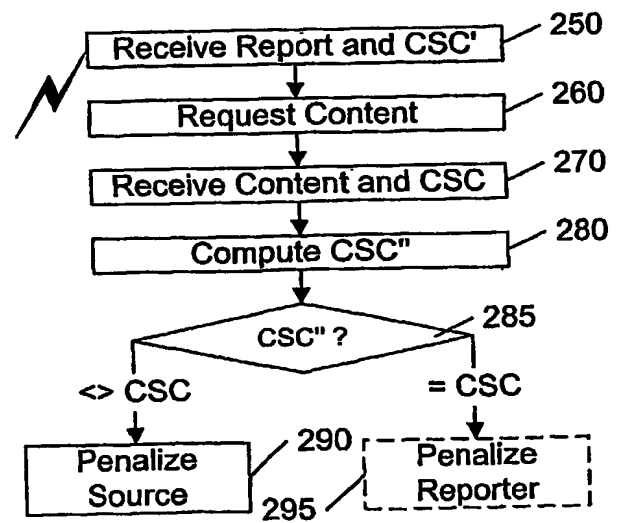 Receive Report and CSC' 250
Request Content 260
Receive Content and CSC 270
Compute CSC" 280
CSC" ? 285
<> CSC = CSC
Penalize Source 290
295 Penalize Reporter